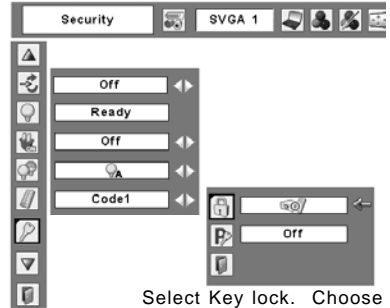 Security
SVGA 1
Off
Ready
Off
A
Code1
P
Off
Select Key lock. Choose